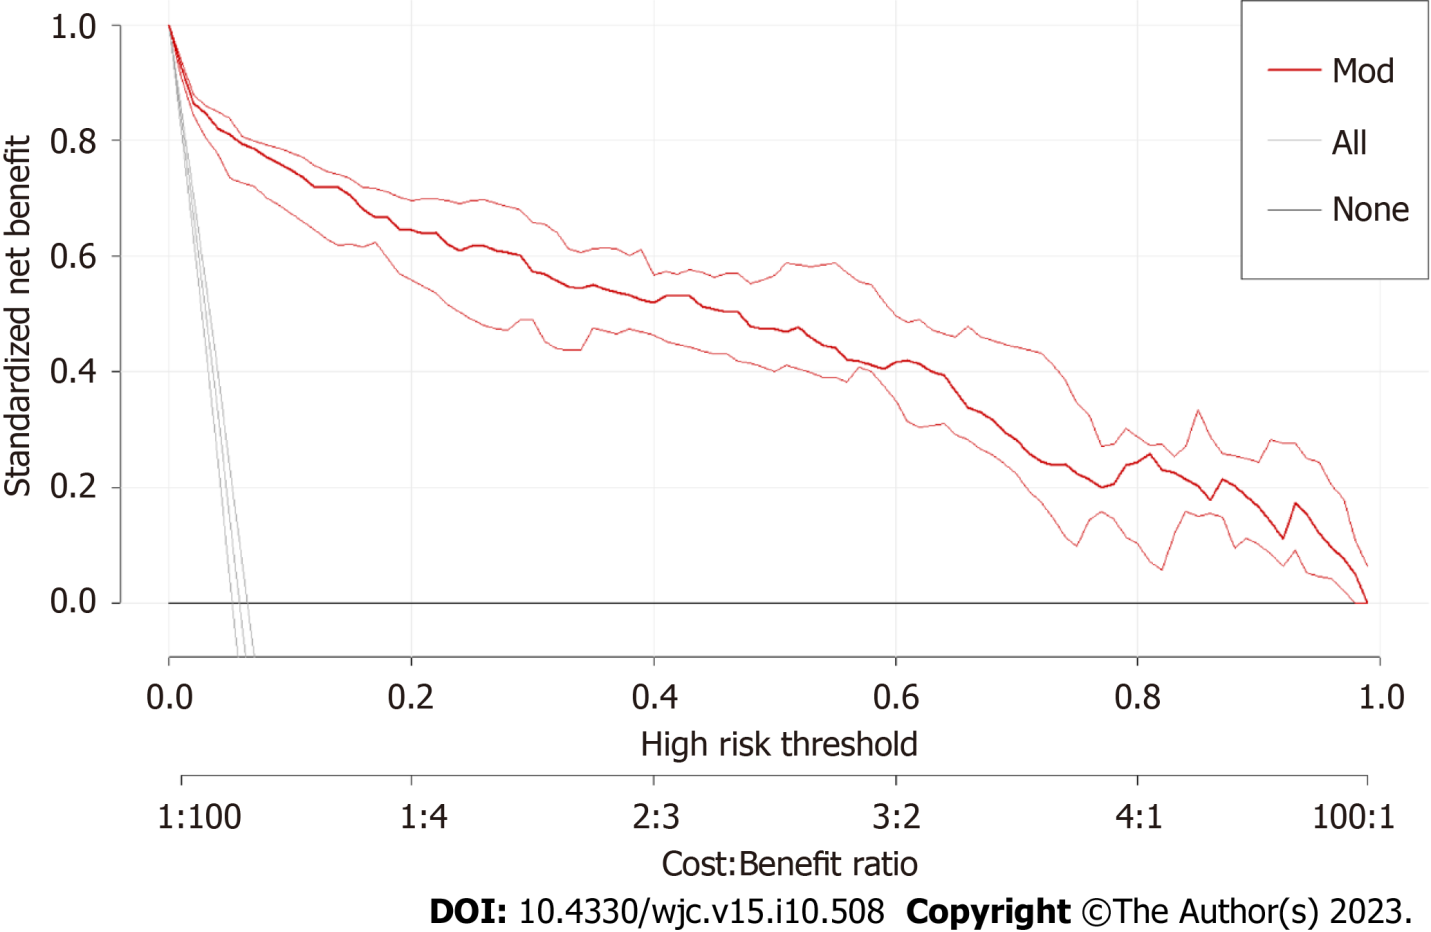 Standardized net benefit
1.0
0.8
0.6
0.4
0.2
0.0
Mod
All
None
0.0 0.2 0.4 0.6 0.8 1.0
High risk threshold
1:100 1:4 2:3 3:2 4:1 100:1
Cost:Benefit ratio
DOI: 10.4330/wjc.v15.i10.508 Copyright ©The Author(s) 2023.